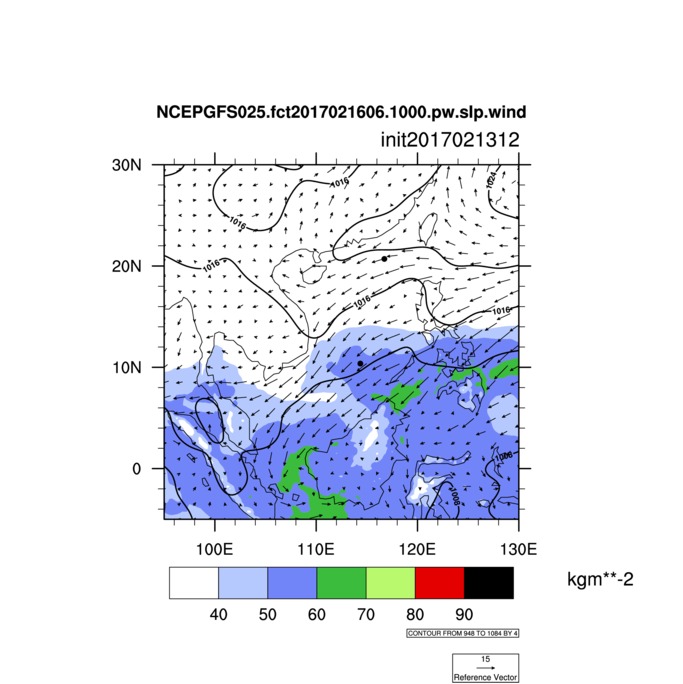 NCEPGFS025.fct2017021606.1000.pw.slp.wind
init2017021312
30N
20N
10N
0
1016
1024
1016
1016
1016
1016
1008
1008
100E 110E 120E 130E
40 50 60 70 80 90
kgm**-2
CONTOUR FROM 948 TO 1084 BY 4
15
Reference Vector